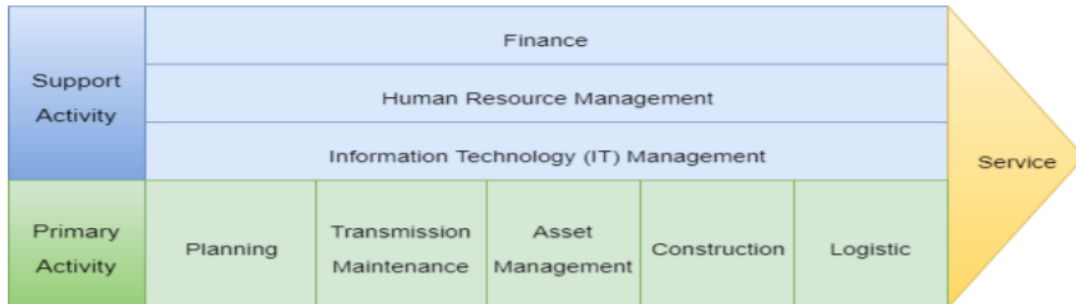 Support
Activity
Finance
Human Resource Management
Information Technology (IT) Management
Service
Primary
Activity
Planning
Transmission
Maintenance
Asset
Management
Construction
Logistic